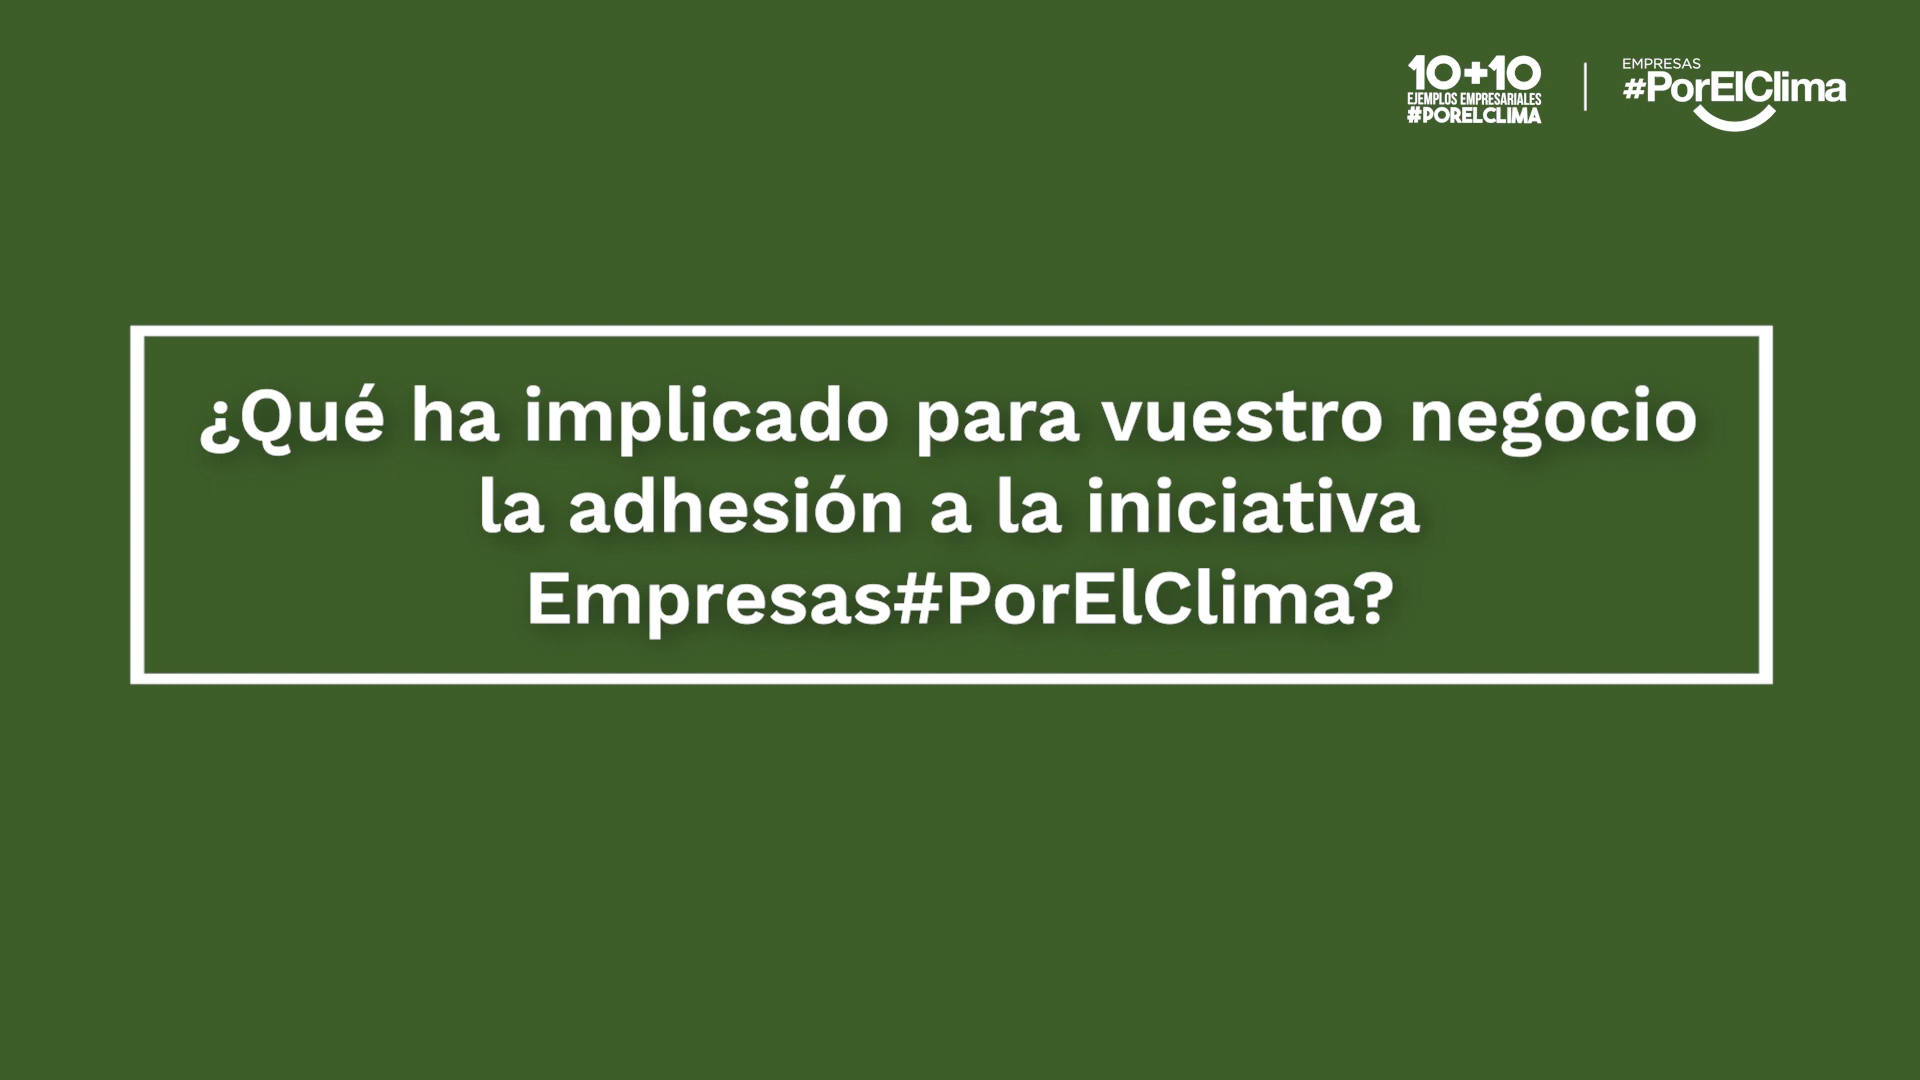 10+10
EJEMPLOS EMPRESARIALES
#PORELCLIMA
EMPRESAS
#PorElClima
¿Qué ha implicado para vuestro negocio
la adhesión a la iniciativa
Empresas#PorElClima?